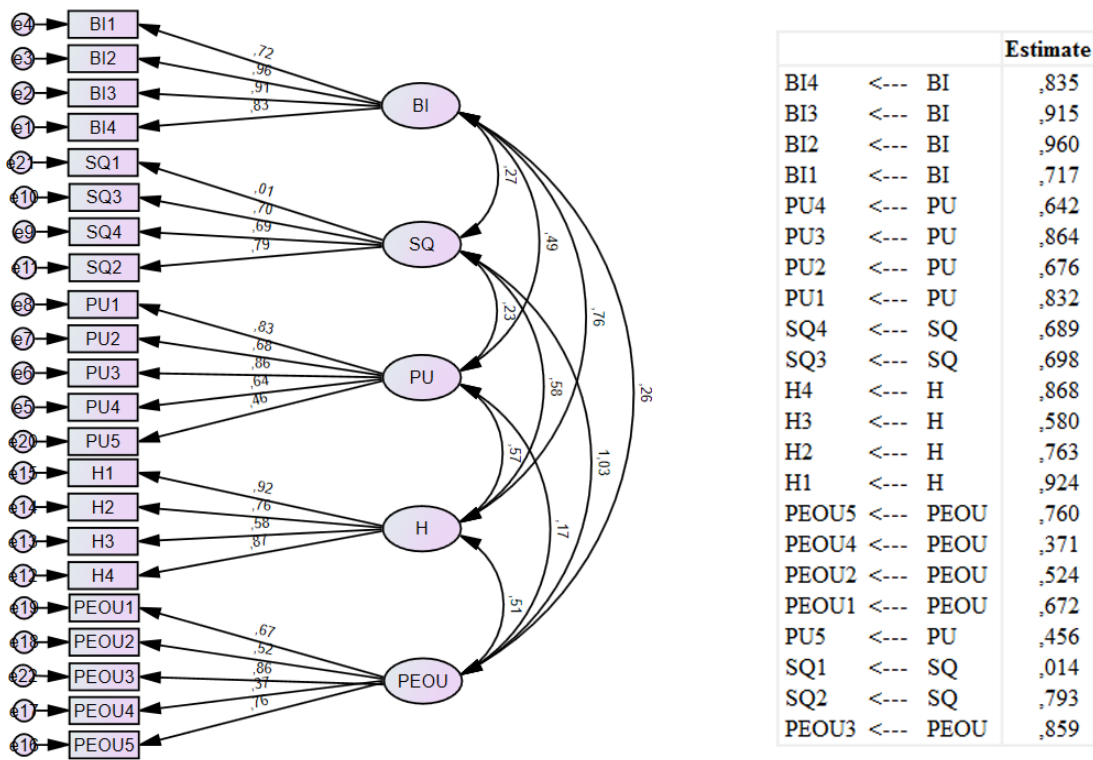 e4 BI1
e3 BI2
e2 BI3
e1 BI4
e21 SQ1
e10 SQ3
e9 SQ4
e11 SQ2
e8 PU1
e7 PU2
e6 PU3
e5 PU4
e20 PU5
e15 H1
e14 H2
e13 H3
e12 H4
e19 PEOU1
e18 PEOU2
e22 PEOU3
e17 PEOU4
e16 PEOU5
,72
,96
,91
,83
,01
,70
,69
,79
,83
,68
,86
,64
,46
,92
,76
,58
,87
,67
,52
,86
,37
,76
BI
SQ
PU
H
PEOU
,27
,49
,76
,26
,23
,58
1,03
,57
,17
,51
Estimate
BI4 <--- BI ,835
BI3 <--- BI ,915
BI2 <--- BI ,960
BI1 <--- BI ,717
PU4 <--- PU ,642
PU3 <--- PU ,864
PU2 <--- PU ,676
PU1 <--- PU ,832
SQ4 <--- SQ ,689
SQ3 <--- SQ ,698
H4 <--- H ,868
H3 <--- H ,580
H2 <--- H ,763
H1 <--- H ,924
PEOU5 <--- PEOU ,760
PEOU4 <--- PEOU ,371
PEOU2 <--- PEOU ,524
PEOU1 <--- PEOU ,672
PU5 <--- PU ,456
SQ1 <--- SQ ,014
SQ2 <--- SQ ,793
PEOU3 <--- PEOU ,859